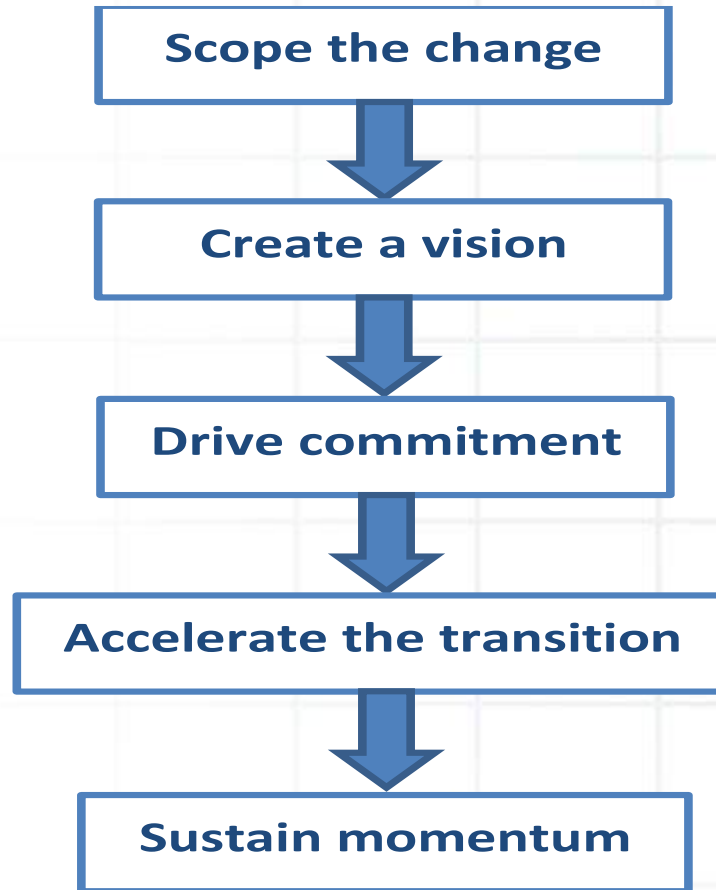 Scope the change
Create a vision
Drive commitment
Accelerate the transition
Sustain momentum